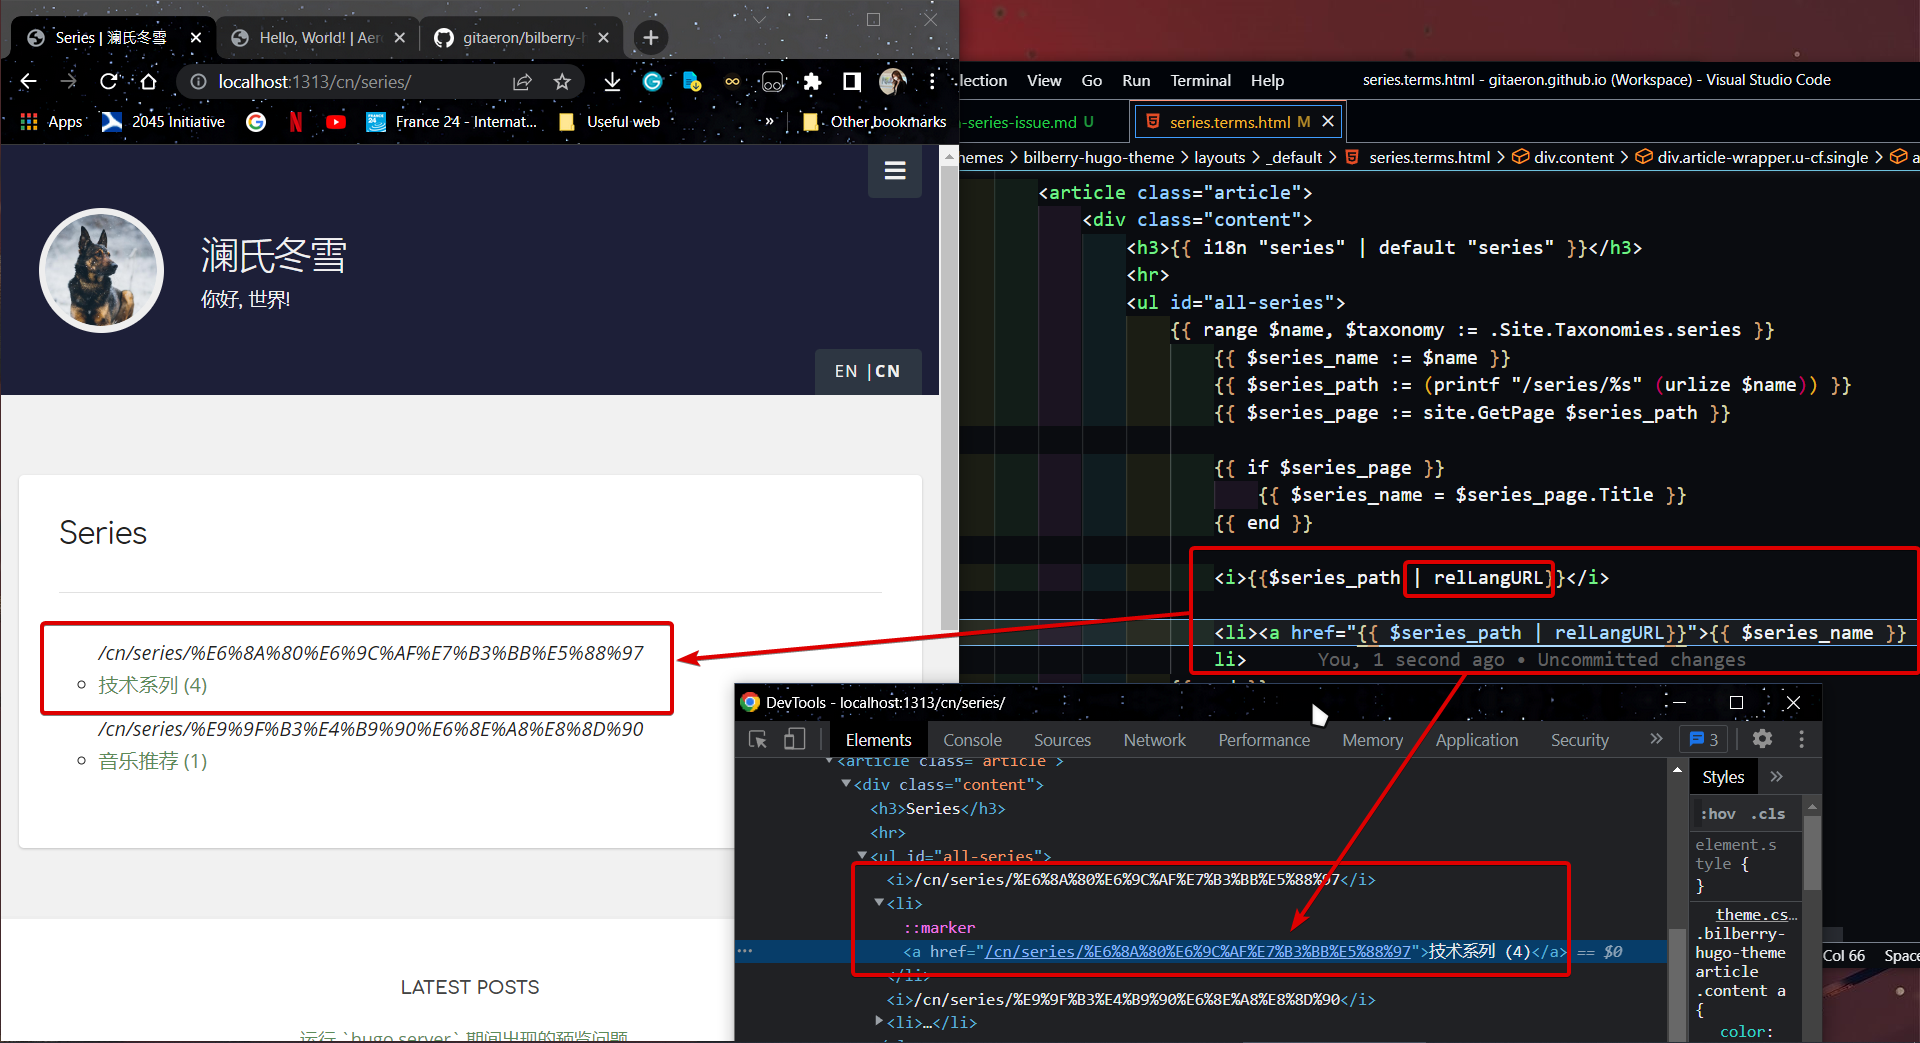 Series | 澜氏冬雪
Hello, World! | Aero
gitaeron/bilberry-h
localhost:1313/cn/series/
Apps
2045 Initiative
France 24 - Internat...
Useful web
»
Other bookmarks
澜氏冬雪
你好, 世界!
EN |CN
Series
/cn/series/%E6%8A%80%E6%9C%AF%E7%B3%BB%E5%88%97
技术系列 (4)
/cn/series/%E9%9F%B3%E4%B9%90%E6%8E%A8%E8%8D%90
音乐推荐 (1)
LATEST POSTS
运行 `hugo server` 期间出现的预览问题
lection View Go Run Terminal Help
series.terms.html - gitaeron.github.io (Workspace) - Visual Studio Code
-series-issue.md U
series.terms.html M
hemes > bilberry-hugo-theme > layouts > _default > series.terms.html > div.content > div.article-wrapper.u-cf.single > a
<article class="article">
<div class="content">
<h3>{{ i18n "series" | default "series" }}</h3>
<hr>
<ul id="all-series">
{{ range $name, $taxonomy := .Site.Taxonomies.series }}
{{ $series_name := $name }}
{{ $series_path := (printf "/series/%s" (urlize $name)) }}
{{ $series_page := site.GetPage $series_path }}
{{ if $series_page }}
{{ $series_name = $series_page.Title }}
{{ end }}
<i>{{$series_path | relLangURL}}</i>
<li><a href="{{ $series_path | relLangURL}}">{{ $series_name }}
li> You, 1 second ago • Uncommitted changes
Col 66 Space
DevTools - localhost:1313/cn/series/
Elements Console Sources Network Performance Memory Application Security » 3
<article class="article">
<div class="content">
<h3>Series</h3>
<hr>
<ul id="all-series">
<i>/cn/series/%E6%8A%80%E6%9C%AF%E7%B3%BB%E5%88%97</i>
<li>
::marker
<a href="/cn/series/%E6%8A%80%E6%9C%AF%E7%B3%BB%E5%88%97">技术系列 (4)</a> == $0
</li>
<i>/cn/series/%E9%9F%B3%E4%B9%90%E6%8E%A8%E8%8D%90</i>
<li>…</li>
Styles »
:hov .cls
element.s
tyle {
}
theme.cs…
.bilberry-
hugo-theme
article
.content a
{
color: